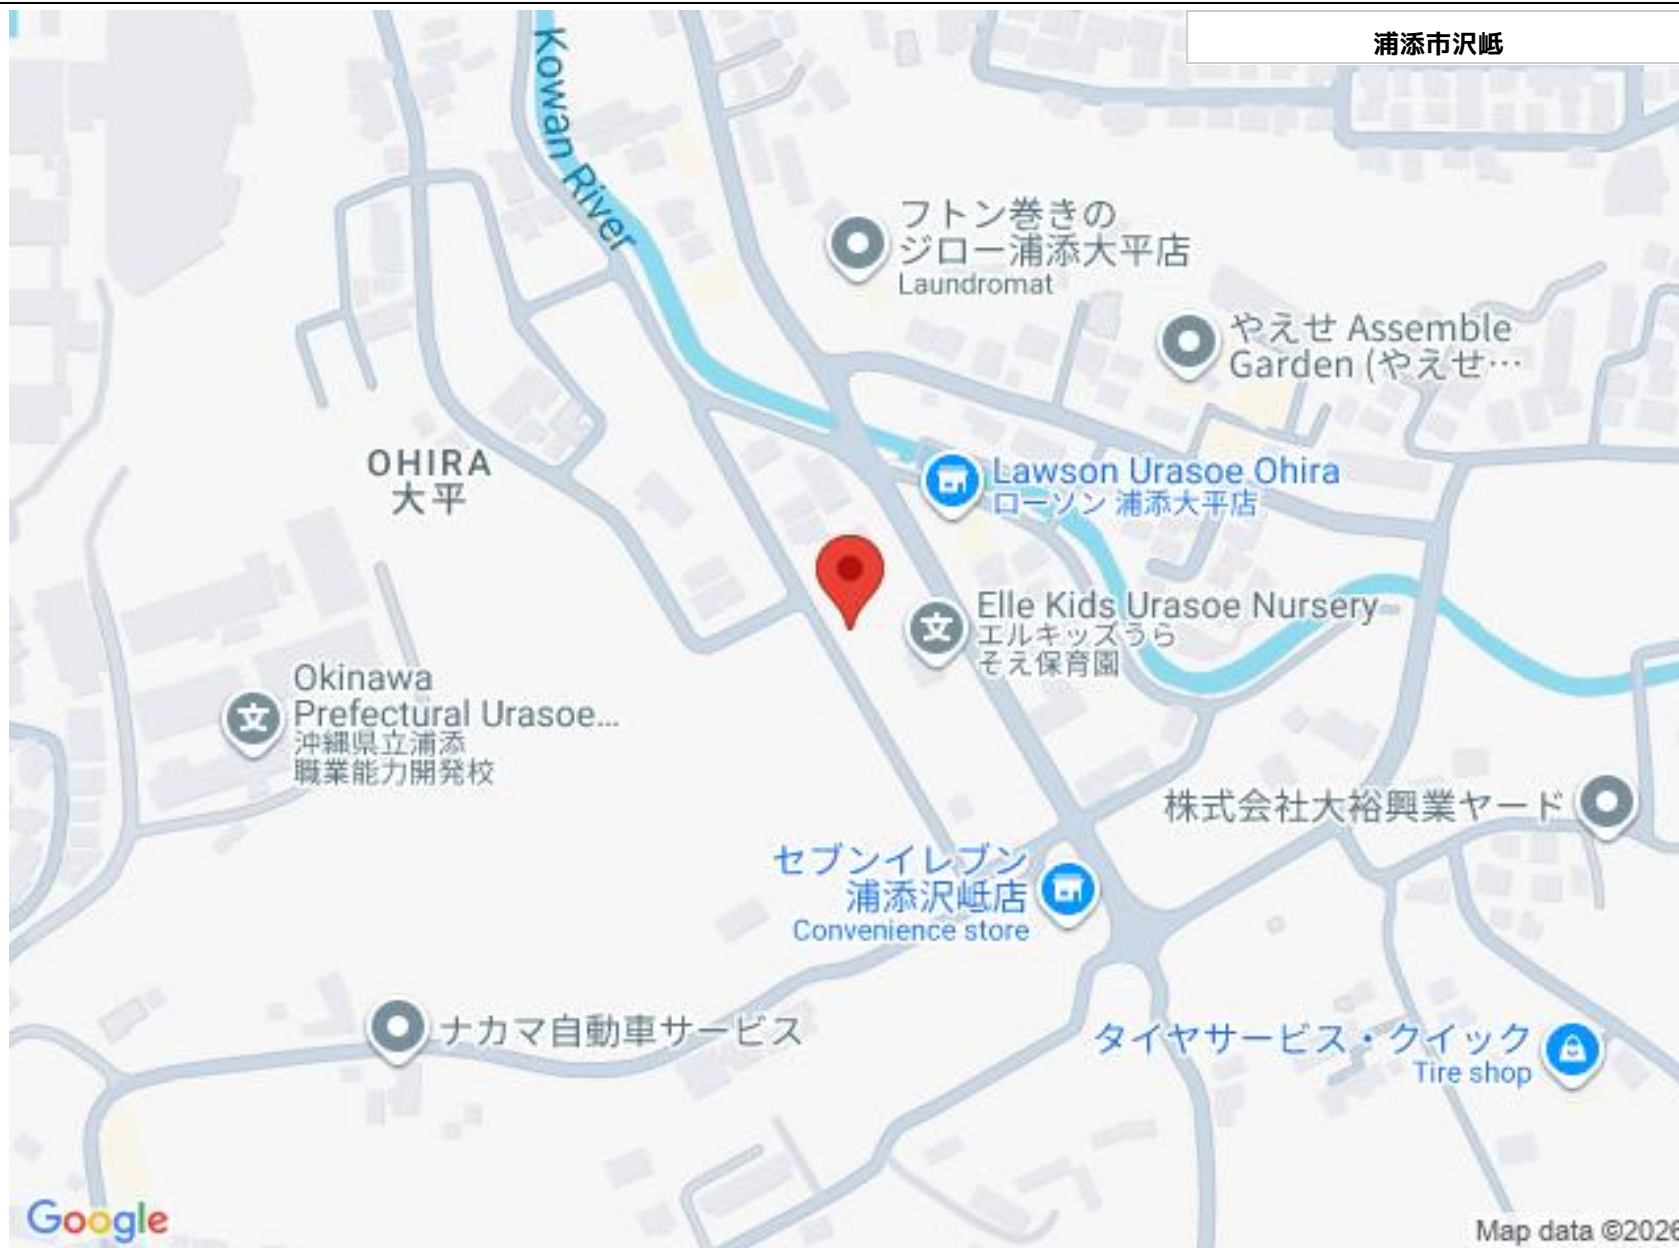 浦添市沢岻
Kowan River
フトン巻きの
ジロー浦添大平店
Laundromat
やえせ Assemble
Garden (やえせ…
OHIRA
大平
Lawson Urasoe Ohira
ローソン 浦添大平店
Elle Kids Urasoe Nursery
エルキッズうら
そえ保育園
Okinawa
Prefectural Urasoe...
沖縄県立浦添
職業能力開発校
株式会社大裕興業ヤード
セブンイレブン
浦添沢岻店
Convenience store
ナカマ自動車サービス
タイヤサービス・クイック
Tire shop
Google
Map data ©2026